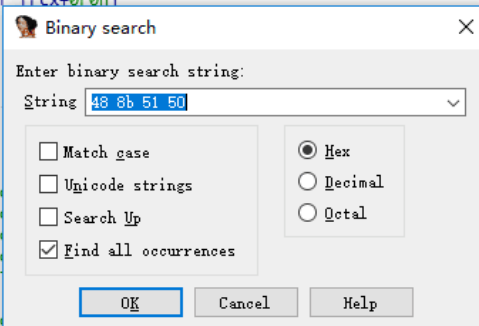 Binary search
Enter binary search string:
String 48 8b 51 50
Match case
Unicode strings
Search Up
Find all occurrences
Hex
Decimal
Octal
OK
Cancel
Help